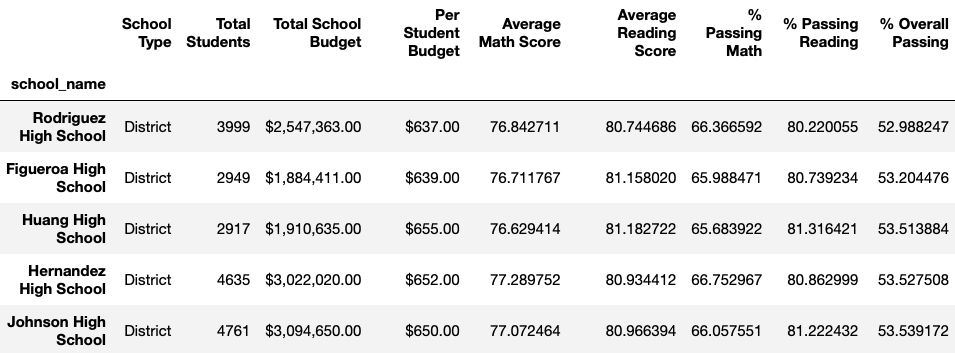 School Type Total Students Total School Budget Per Student Budget Average Math Score Average Reading Score % Passing Math % Passing Reading % Overall Passing
school_name
Rodriguez High School District 3999 $2,547,363.00 $637.00 76.842711 80.744686 66.366592 80.220055 52.988247
Figueroa High School District 2949 $1,884,411.00 $639.00 76.711767 81.158020 65.988471 80.739234 53.204476
Huang High School District 2917 $1,910,635.00 $655.00 76.629414 81.182722 65.683922 81.316421 53.513884
Hernandez High School District 4635 $3,022,020.00 $652.00 77.289752 80.934412 66.752967 80.862999 53.527508
Johnson High School District 4761 $3,094,650.00 $650.00 77.072464 80.966394 66.057551 81.222432 53.539172